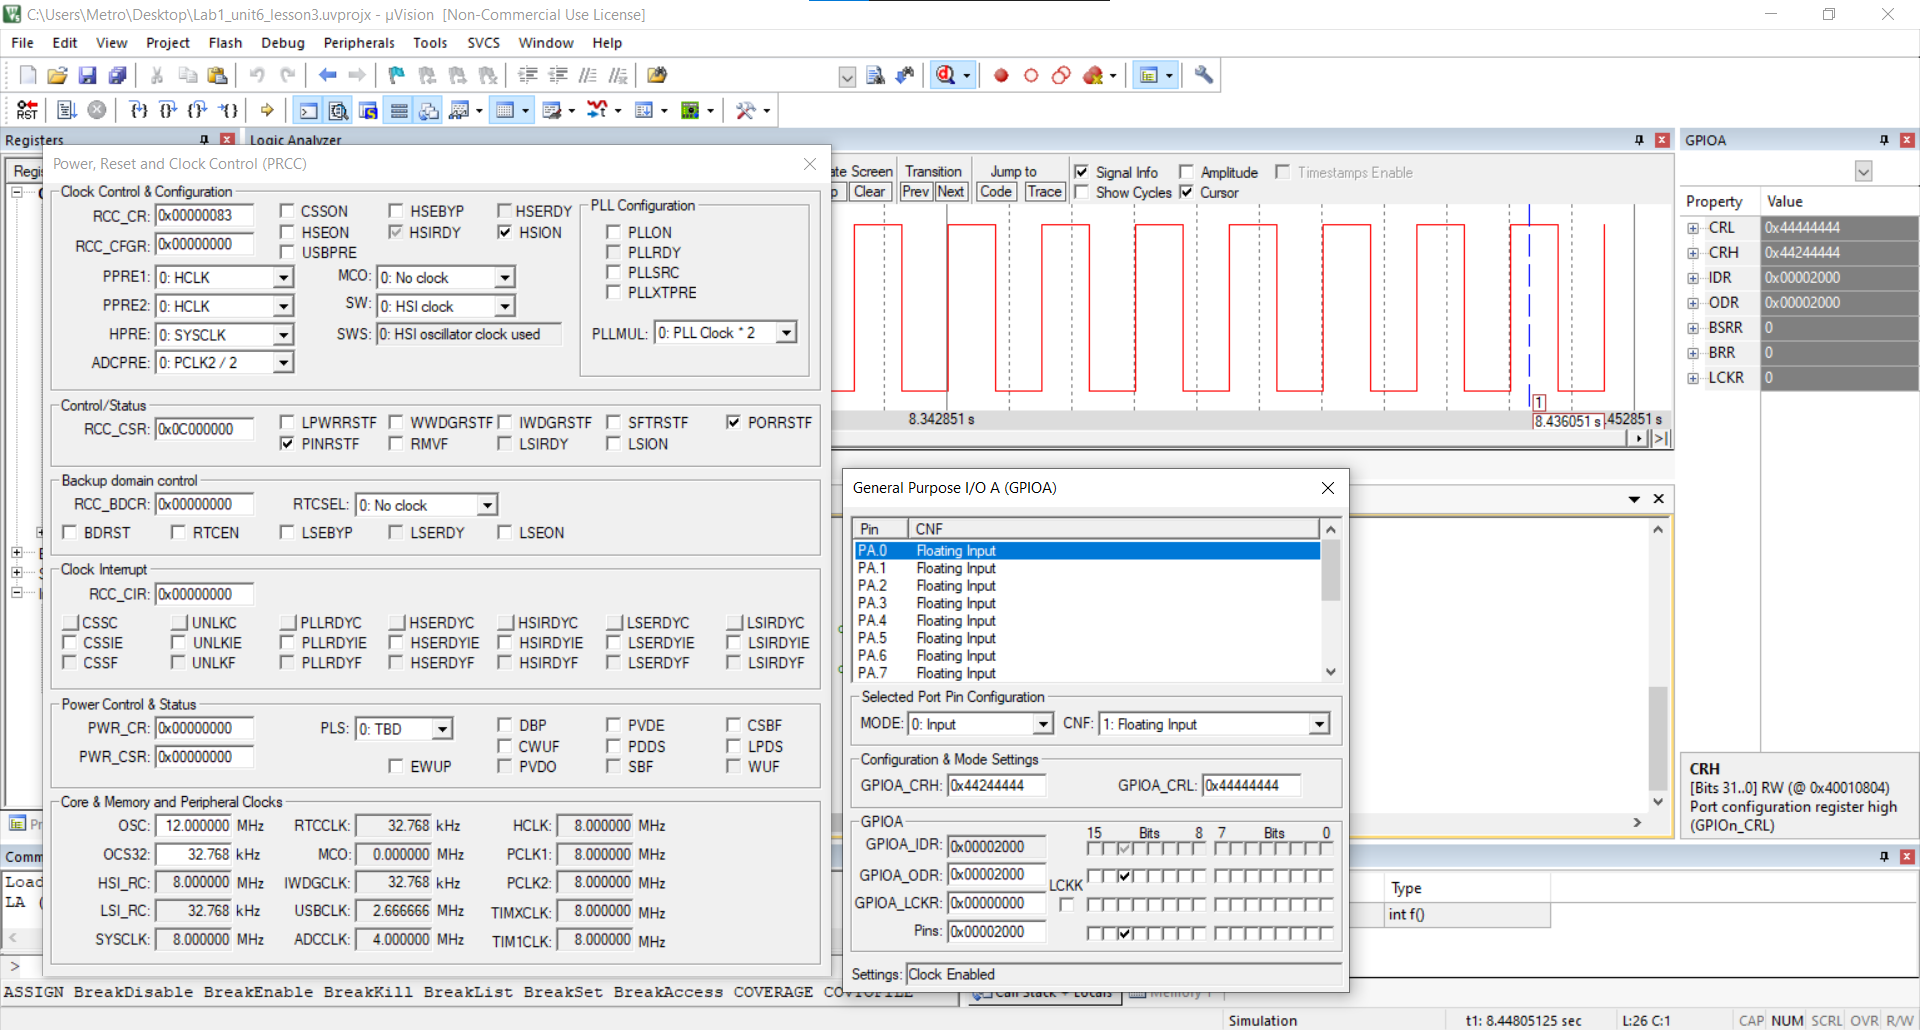 C:\Users\Metro\Desktop\Lab1_unit6_lesson3.uvprojx - µVision [Non-Commercial Use License]
File Edit View Project Flash Debug Peripherals Tools SVCS Window Help
RST
Registers
Logic Analyzer
GPIOA
Power, Reset and Clock Control (PRCC)
Clock Control & Configuration
RCC_CR: 0x00000083
RCC_CFGR: 0x00000000
PPRE1: 0: HCLK
PPRE2: 0: HCLK
HPRE: 0: SYSCLK
ADCPRE: 0: PCLK2 / 2
CSSON HSEBYP HSERDY
HSEON HSIRDY HSION
USBPRE
MCO: 0: No clock
SW: 0: HSI clock
SWS: 0: HSI oscillator clock used
PLL Configuration
PLLON
PLLRDY
PLLSRC
PLLXTPRE
PLLMUL: 0: PLL Clock * 2
Control/Status
RCC_CSR: 0x0C000000
LPWRRSTF WWDGRSTF IWDGRSTF SFTRSTF PORRSTF
PINRSTF RMVF LSIRDY LSION
Backup domain control
RCC_BDCR: 0x00000000 RTCSEL: 0: No clock
BDRST RTCEN LSEBYP LSERDY LSEON
Clock Interrupt
RCC_CIR: 0x00000000
CSSC UNLKC PLLRDYC HSERDYC HSIRDYC LSERDYC LSIRDYC
CSSIE UNLKIE PLLRDYIE HSERDYIE HSIRDYIE LSERDYIE LSIRDYIE
CSSF UNLKF PLLRDYF HSERDYF HSIRDYF LSERDYF LSIRDYF
Power Control & Status
PWR_CR: 0x00000000 PLS: 0: TBD DBP PVDE CSBF
CWUF PDDS LPDS
PWR_CSR: 0x00000000 EWUP PVDO SBF WUF
Core & Memory and Peripheral Clocks
OSC: 12.000000 MHz RTCCLK: 32.768 kHz HCLK: 8.000000 MHz
OCS32: 32.768 kHz MCO: 0.000000 MHz PCLK1: 8.000000 MHz
HSI_RC: 8.000000 MHz IWDGCLK: 32.768 kHz PCLK2: 8.000000 MHz
LSI_RC: 32.768 kHz USBCLK: 2.666666 MHz TIMXCLK: 8.000000 MHz
SYSCLK: 8.000000 MHz ADCCLK: 4.000000 MHz TIM1CLK: 8.000000 MHz
Screen Transition Jump to Signal Info Amplitude Timestamps Enable
Clear Prev Next Code Trace Show Cycles Cursor
1
8.342851 s 8.436051 s .452851 s
Property Value
CRL 0x44444444
CRH 0x44244444
IDR 0x00002000
ODR 0x00002000
BSRR 0
BRR 0
LCKR 0
CRH
[Bits 31..0] RW (@ 0x40010804)
Port configuration register high
(GPIOn_CRL)
General Purpose I/O A (GPIOA)
Pin CNF
PA.0 Floating Input
PA.1 Floating Input
PA.2 Floating Input
PA.3 Floating Input
PA.4 Floating Input
PA.5 Floating Input
PA.6 Floating Input
PA.7 Floating Input
Selected Port Pin Configuration
MODE: 0: Input CNF: 1: Floating Input
Configuration & Mode Settings
GPIOA_CRH: 0x44244444 GPIOA_CRL: 0x44444444
GPIOA
15 Bits 8 7 Bits 0
GPIOA_IDR: 0x00002000
GPIOA_ODR: 0x00002000
LCKK
GPIOA_LCKR: 0x00000000
Pins: 0x00002000
Settings: Clock Enabled
Type
int f()
Load
LA (
>
ASSIGN BreakDisable BreakEnable BreakKill BreakList BreakSet BreakAccess COVERAGE COVTOFILE
Call Stack + Locals Memory 1
Simulation t1: 8.44805125 sec L:26 C:1 CAP NUM SCRL OVR R/W